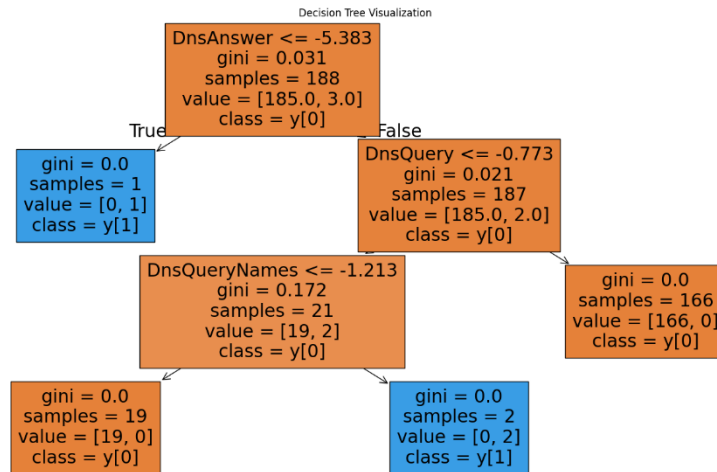 Decision Tree Visualization
DnsAnswer <= -5.383
gini = 0.031
samples = 188
value = [185.0, 3.0]
class = y[0]
True
False
gini = 0.0
samples = 1
value = [0, 1]
class = y[1]
DnsQuery <= -0.773
gini = 0.021
samples = 187
value = [185.0, 2.0]
class = y[0]
DnsQueryNames <= -1.213
gini = 0.172
samples = 21
value = [19, 2]
class = y[0]
gini = 0.0
samples = 166
value = [166, 0]
class = y[0]
gini = 0.0
samples = 19
value = [19, 0]
class = y[0]
gini = 0.0
samples = 2
value = [0, 2]
class = y[1]